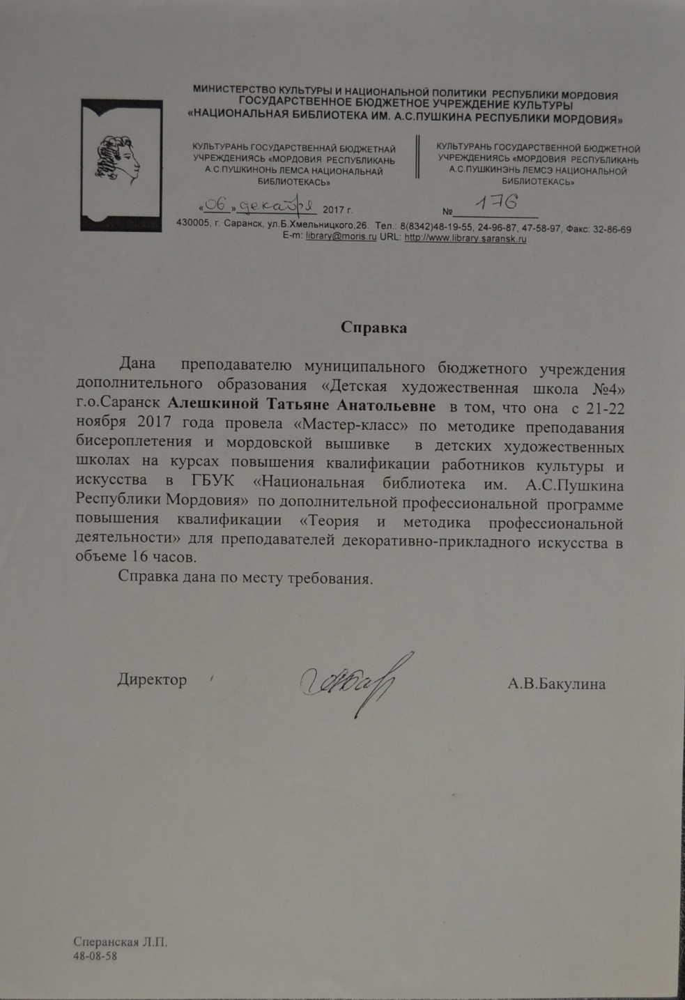 МИНИСТЕРСТВО КУЛЬТУРЫ И НАЦИОНАЛЬНОЙ ПОЛИТИКИ РЕСПУБЛИКИ МОРДОВИЯ
ГОСУДАРСТВЕННОЕ БЮДЖЕТНОЕ УЧРЕЖДЕНИЕ КУЛЬТУРЫ
«НАЦИОНАЛЬНАЯ БИБЛИОТЕКА ИМ. А.С.ПУШКИНА РЕСПУБЛИКИ МОРДОВИЯ»
КУЛЬТУРАНЬ ГОСУДАРСТВЕННАЙ БЮДЖЕТНАЙ
УЧРЕЖДЕНИЯСЬ «МОРДОВИЯ РЕСПУБЛИКАНЬ
А.С.ПУШКИНОНЬ ЛЕМСА НАЦИОНАЛЬНАЙ
БИБЛИОТЕКАСЬ»
КУЛЬТУРАНЬ ГОСУДАРСТВЕННОЙ БЮДЖЕТНОЙ
УЧРЕЖДЕНИЯСЬ «МОРДОВИЯ РЕСПУБЛИКАНЬ
А.С.ПУШКИНЭНЬ ЛЕМСЭ НАЦИОНАЛЬНОЙ
БИБЛИОТЕКАСЬ»
«06» декабря 2017 г.
№ 176
430005, г. Саранск, ул.Б.Хмельницкого,26. Тел.: 8(8342)48-19-55, 24-96-87, 47-58-97, Факс: 32-86-69
E-m: library@moris.ru URL: http://www.library.saransk.ru
Справка
Дана преподавателю муниципального бюджетного учреждения
дополнительного образования «Детская художественная школа №4»
г.о.Саранск Алешкиной Татьяне Анатольевне в том, что она с 21-22
ноября 2017 года провела «Мастер-класс» по методике преподавания
бисероплетения и мордовской вышивке в детских художественных
школах на курсах повышения квалификации работников культуры и
искусства в ГБУК «Национальная библиотека им. А.С.Пушкина
Республики Мордовия» по дополнительной профессиональной программе
повышения квалификации «Теория и методика профессиональной
деятельности» для преподавателей декоративно-прикладного искусства в
объеме 16 часов.
Справка дана по месту требования.
Директор
А.В.Бакулина
Сперанская Л.П.
48-08-58